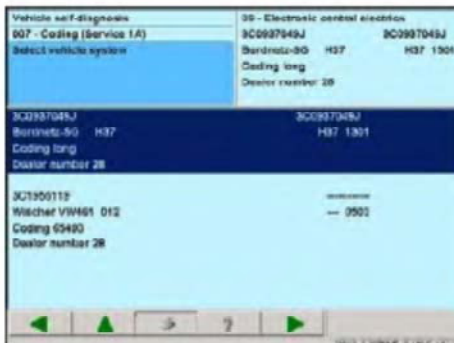 Vehicle self-diagnosis
007 - Coding (Service 1A)
Select vehicle system
09 - Electronic central electrics
3C0937049J 3C0937049J
Bordnetz-SG H37 H37 1301
Coding long
Dealer number 28
3C0937049J 3C0937049J
Bordnetz-SG H37 H37 1301
Coding long
Dealer number 28
3C1955119
Wischer VW461 012 --- 0503
Coding 65493
Dealer number 28
?